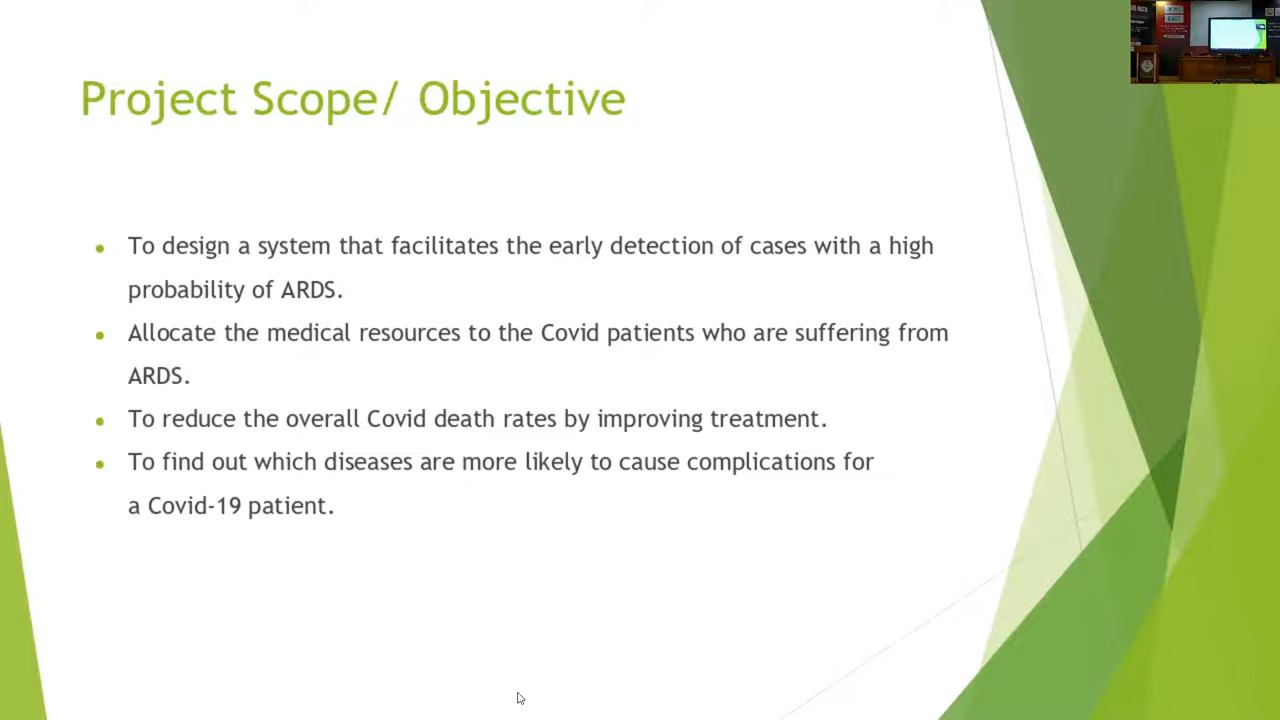 Project Scope/ Objective
To design a system that facilitates the early detection of cases with a high
probability of ARDS.
Allocate the medical resources to the Covid patients who are suffering from
ARDS.
To reduce the overall Covid death rates by improving treatment.
To find out which diseases are more likely to cause complications for
a Covid-19 patient.